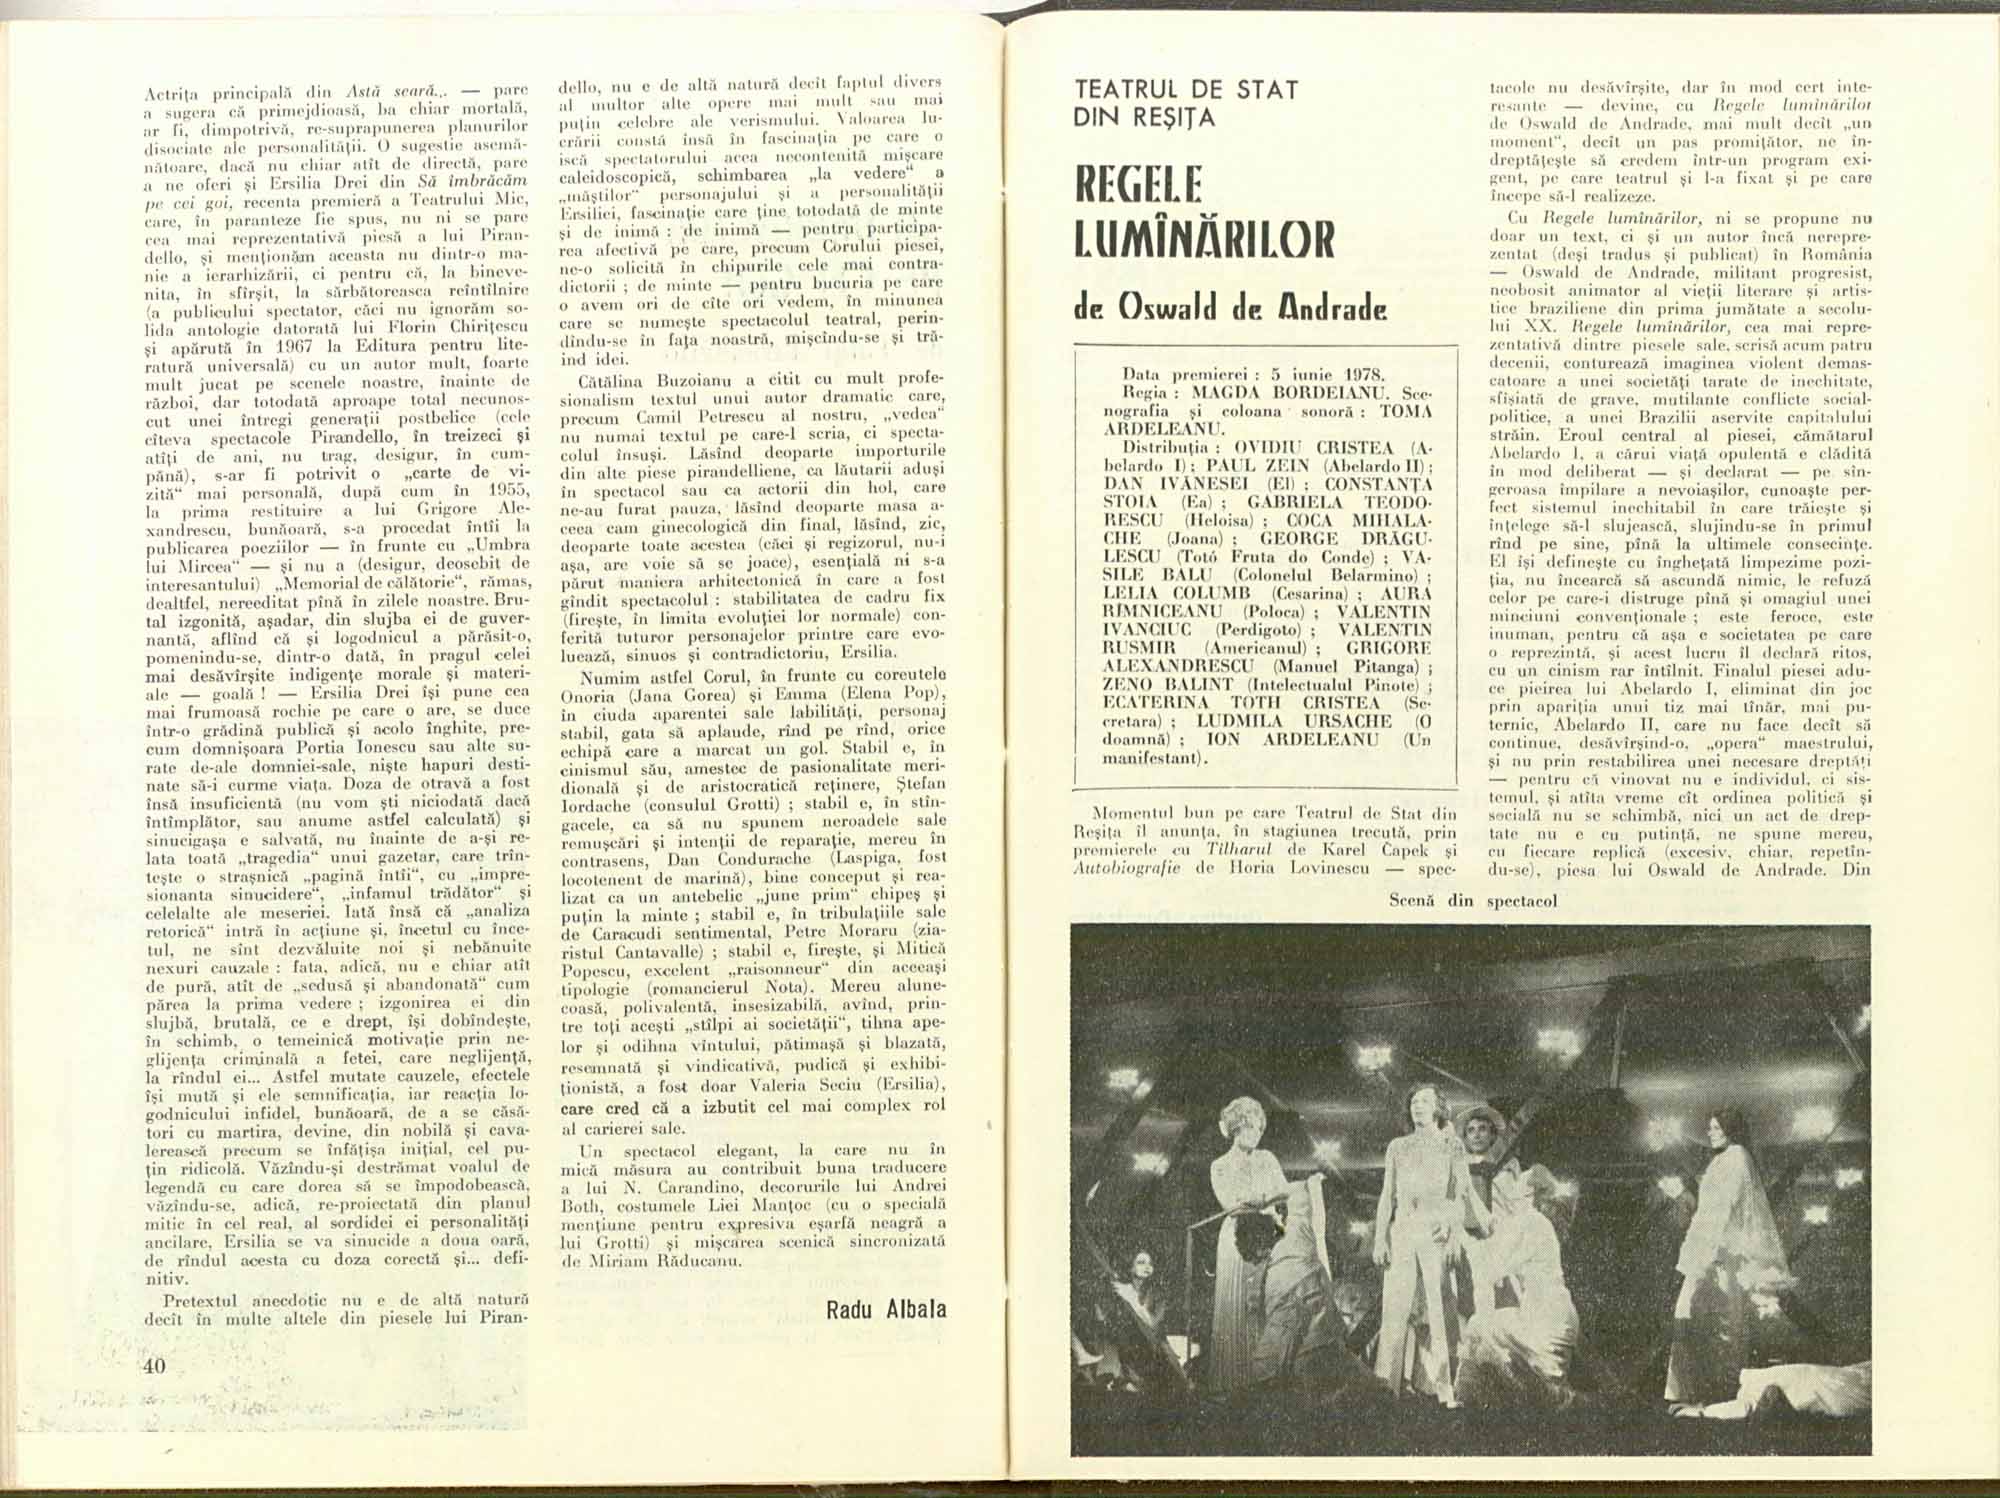 Actrița principală din Astă seară... — pare
a sugera că primejdioasă, ba chiar mortală,
ar fi, dimpotrivă, re-suprapunerea planurilor
disociate ale personalității. O sugestie asemă-
nătoare, dacă nu chiar atît de directă, pare
a ne oferi și Ersilia Drei din Să îmbrăcăm
pe cei goi, recenta premieră a Teatrului Mic,
care, în paranteze fie spus, nu ni se pare
cea mai reprezentativă piesă a lui Piran-
dello, și menționăm aceasta nu dintr-o ma-
nie a ierarhizării, ci pentru că, la bineve-
nita, în sfîrșit, la sărbătoreasca reîntîlnire
(a publicului spectator, căci nu ignorăm so-
lida antologie datorată lui Florin Chirițescu
și apărută în 1967 la Editura pentru lite-
ratură universală) cu un autor mult, foarte
mult jucat pe scenele noastre, înainte de
război, dar totodată aproape total necunos-
cut unei întregi generații postbelice (cele
cîteva spectacole Pirandello, în treizeci și
atîți de ani, nu trag, desigur, în cum-
pănă), s-ar fi potrivit o „carte de vi-
zită“ mai personală, după cum în 1955,
la prima restituire a lui Grigore Ale-
xandrescu, bunăoară, s-a procedat întîi la
publicarea poeziilor — în frunte cu „Umbra
lui Mircea“ — și nu a (desigur, deosebit de
interesantului) „Memorial de călătorie“, rămas,
dealtfel, nereeditat pînă în zilele noastre. Bru-
tal izgonită, așadar, din slujba ei de guver-
nantă, aflînd că și logodnicul a părăsit-o,
pomenindu-se, dintr-o dată, în pragul celei
mai desăvîrșite indigențe morale și materi-
ale — goală ! — Ersilia Drei își pune cea
mai frumoasă rochie pe care o are, se duce
într-o grădină publică și acolo înghite, pre-
cum domnișoara Portia Ionescu sau alte su-
rate de-ale domniei-sale, niște hapuri desti-
nate să-i curme viața. Doza de otravă a fost
însă insuficientă (nu vom ști niciodată dacă
întîmplător, sau anume astfel calculată) și
sinucigașa e salvată, nu înainte de a-și re-
lata toată „tragedia“ unui gazetar, care trîn-
tește o strașnică „pagină întîi“, cu „impre-
sionanta sinucidere“, „infamul trădător“ și
celelalte ale meseriei. Iată însă că „analiza
retorică“ intră în acțiune și, încetul cu înce-
tul, ne sînt dezvăluite noi și nebănuite
nexuri cauzale : fata, adică, nu e chiar atît
de pură, atît de „sedusă și abandonată“ cum
părea la prima vedere ; izgonirea ei din
slujbă, brutală, ce e drept, își dobîndește,
în schimb, o temeinică motivație prin ne-
glijența criminală a fetei, care neglijență,
la rîndul ei... Astfel mutate cauzele, efectele
își mută și ele semnificația, iar reacția lo-
godnicului infidel, bunăoară, de a se căsă-
tori cu martira, devine, din nobilă și cava-
lerească precum se înfățișa inițial, cel pu-
țin ridicolă. Văzîndu-și destrămat voalul de
legendă cu care dorea să se împodobească,
văzîndu-se, adică, re-proiectată din planul
mitic în cel real, al sordidei ei personalități
ancilare, Ersilia se va sinucide a doua oară,
de rîndul acesta cu doza corectă și... defi-
nitiv.
Pretextul anecdotic nu e de altă natură
decît în multe altele din piesele lui Piran-
40
dello, nu e de altă natură decît faptul divers
al multor alte opere mai mult sau mai
puțin celebre ale verismului. Valoarea lu-
crării constă însă în fascinația pe care o
iscă spectatorului acea necontenită mișcare
caleidoscopică, schimbarea „la vedere“ a
„măștilor“ personajului și a personalității
Ersiliei, fascinație care ține totodată de minte
și de inimă : de inimă — pentru participa-
rea afectivă pe care, precum Corului piesei,
ne-o solicită în chipurile cele mai contra-
dictorii ; de minte — pentru bucuria pe care
o avem ori de cîte ori vedem, în minunea
care se numește spectacolul teatral, perin-
dîndu-se în fața noastră, mișcîndu-se și tră-
ind idei.
Cătălina Buzoianu a citit cu mult profe-
sionalism textul unui autor dramatic care,
precum Camil Petrescu al nostru, „vedea“
nu numai textul pe care-l scria, ci specta-
colul însuși. Lăsînd deoparte importurile
din alte piese pirandelliene, ca lăutarii aduși
în spectacol sau ca actorii din hol, care
ne-au furat pauza, lăsînd deoparte masa a-
ceea cam ginecologică din final, lăsînd, zic,
deoparte toate acestea (căci și regizorul, nu-i
așa, are voie să se joace), esențială ni s-a
părut maniera arhitectonică în care a fost
gîndit spectacolul : stabilitatea de cadru fix
(firește, în limita evoluției lor normale) con-
ferită tuturor personajelor printre care evo-
luează, sinuos și contradictoriu, Ersilia.
Numim astfel Corul, în frunte cu coreutele
Onoria (Jana Gorea) și Emma (Elena Pop),
în ciuda aparentei sale labilități, personaj
stabil, gata să aplaude, rînd pe rînd, orice
echipă care a marcat un gol. Stabil e, în
cinismul său, amestec de pasionalitate meri-
dională și de aristocratică reținere, Ștefan
Iordache (consulul Grotti) ; stabil e, în stîn-
gacele, ca să nu spunem neroadele sale
remușcări și intenții de reparație, mereu în
contrasens, Dan Condurache (Laspiga, fost
locotenent de marină), bine conceput și rea-
lizat ca un antebelic „june prim“ chipeș și
puțin la minte ; stabil e, în tribulațiile sale
de Caracudi sentimental, Petre Moraru (zia-
ristul Cantavalle) ; stabil e, firește, și Mitică
Popescu, excelent „raisonneur“ din aceeași
tipologie (romancierul Nota). Mereu alune-
coasă, polivalentă, insesizabilă, avînd, prin-
tre toți acești „stîlpi ai societății“, tihna ape-
lor și odihna vîntului, pătimașă și blazată,
resemnată și vindicativă, pudică și exhibi-
ționistă, a fost doar Valeria Seciu (Ersilia),
care cred că a izbutit cel mai complex rol
al carierei sale.
Un spectacol elegant, la care nu în
mică măsura au contribuit buna traducere
a lui N. Carandino, decorurile lui Andrei
Both, costumele Liei Manțoc (cu o specială
mențiune pentru expresiva eșarfă neagră a
lui Grotti) și mișcarea scenică sincronizată
de Miriam Răducanu.
Radu Albala
TEATRUL DE STAT
DIN REȘIȚA
REGELE
LUMÎNĂRILOR
de Oswald de Andrade
Data premierei : 5 iunie 1978.
Regia : MAGDA BORDEIANU. Sce-
nografia și coloana sonoră : TOMA
ARDELEANU.
Distribuția : OVIDIU CRISTEA (A-
belardo I) ; PAUL ZEIN (Abelardo II) ;
DAN IVĂNESEI (El) ; CONSTANȚA
STOIA (Ea) ; GABRIELA TEODO-
RESCU (Heloisa) ; COCA MIHALA-
CHE (Joana) ; GEORGE DRĂGU-
LESCU (Totó Fruta do Conde) ; VA-
SILE BALU (Colonelul Belarmino) ;
LELIA COLUMB (Cesarina) ; AURA
RÎMNICEANU (Poloca) ; VALENTIN
IVANCIUC (Perdigoto) ; VALENTIN
RUSMIR (Americanul) ; GRIGORE
ALEXANDRESCU (Manuel Pitanga) ;
ZENO BALINT (Intelectualul Pinote) ;
ECATERINA TOTH CRISTEA (Se-
cretara) ; LUDMILA URSACHE (O
doamnă) ; ION ARDELEANU (Un
manifestant).
Momentul bun pe care Teatrul de Stat din
Reșița îl anunța, în stagiunea trecută, prin
premierele cu Tîlharul de Karel Čapek și
Autobiografie de Horia Lovinescu — spec-
tacole nu desăvîrșite, dar în mod cert inte-
resante — devine, cu Regele lumînărilor
de Oswald de Andrade, mai mult decît „un
moment“, decît un pas promițător, ne în-
dreptățește să credem într-un program exi-
gent, pe care teatrul și l-a fixat și pe care
începe să-l realizeze.
Cu Regele lumînărilor, ni se propune nu
doar un text, ci și un autor încă nerepre-
zentat (deși tradus și publicat) în România
— Oswald de Andrade, militant progresist,
neobosit animator al vieții literare și artis-
tice braziliene din prima jumătate a secolu-
lui XX. Regele lumînărilor, cea mai repre-
zentativă dintre piesele sale, scrisă acum patru
decenii, conturează imaginea violent demas-
catoare a unei societăți tarate de inechitate,
sfîșiată de grave, mutilante conflicte social-
politice, a unei Brazilii aservite capitalului
străin. Eroul central al piesei, cămătarul
Abelardo I, a cărui viață opulentă e clădită
în mod deliberat — și declarat — pe sîn-
geroasa împilare a nevoiașilor, cunoaște per-
fect sistemul inechitabil în care trăiește și
înțelege să-l slujească, slujindu-se în primul
rînd pe sine, pînă la ultimele consecințe.
El își definește cu înghețată limpezime pozi-
ția, nu încearcă să ascundă nimic, le refuză
celor pe care-i distruge pînă și omagiul unei
minciuni convenționale ; este feroce, este
inuman, pentru că așa e societatea pe care
o reprezintă, și acest lucru îl declară ritos,
cu un cinism rar întîlnit. Finalul piesei adu-
ce pieirea lui Abelardo I, eliminat din joc
prin apariția unui tiz mai tînăr, mai pu-
ternic, Abelardo II, care nu face decît să
continue, desăvîrșind-o, „opera“ maestrului,
și nu prin restabilirea unei necesare dreptăți
— pentru că vinovat nu e individul, ci sis-
temul, și atîta vreme cît ordinea politică și
socială nu se schimbă, nici un act de drep-
tate nu e cu putință, ne spune mereu,
cu fiecare replică (excesiv, chiar, repetîn-
du-se), piesa lui Oswald de Andrade. Din
Scenă din spectacol